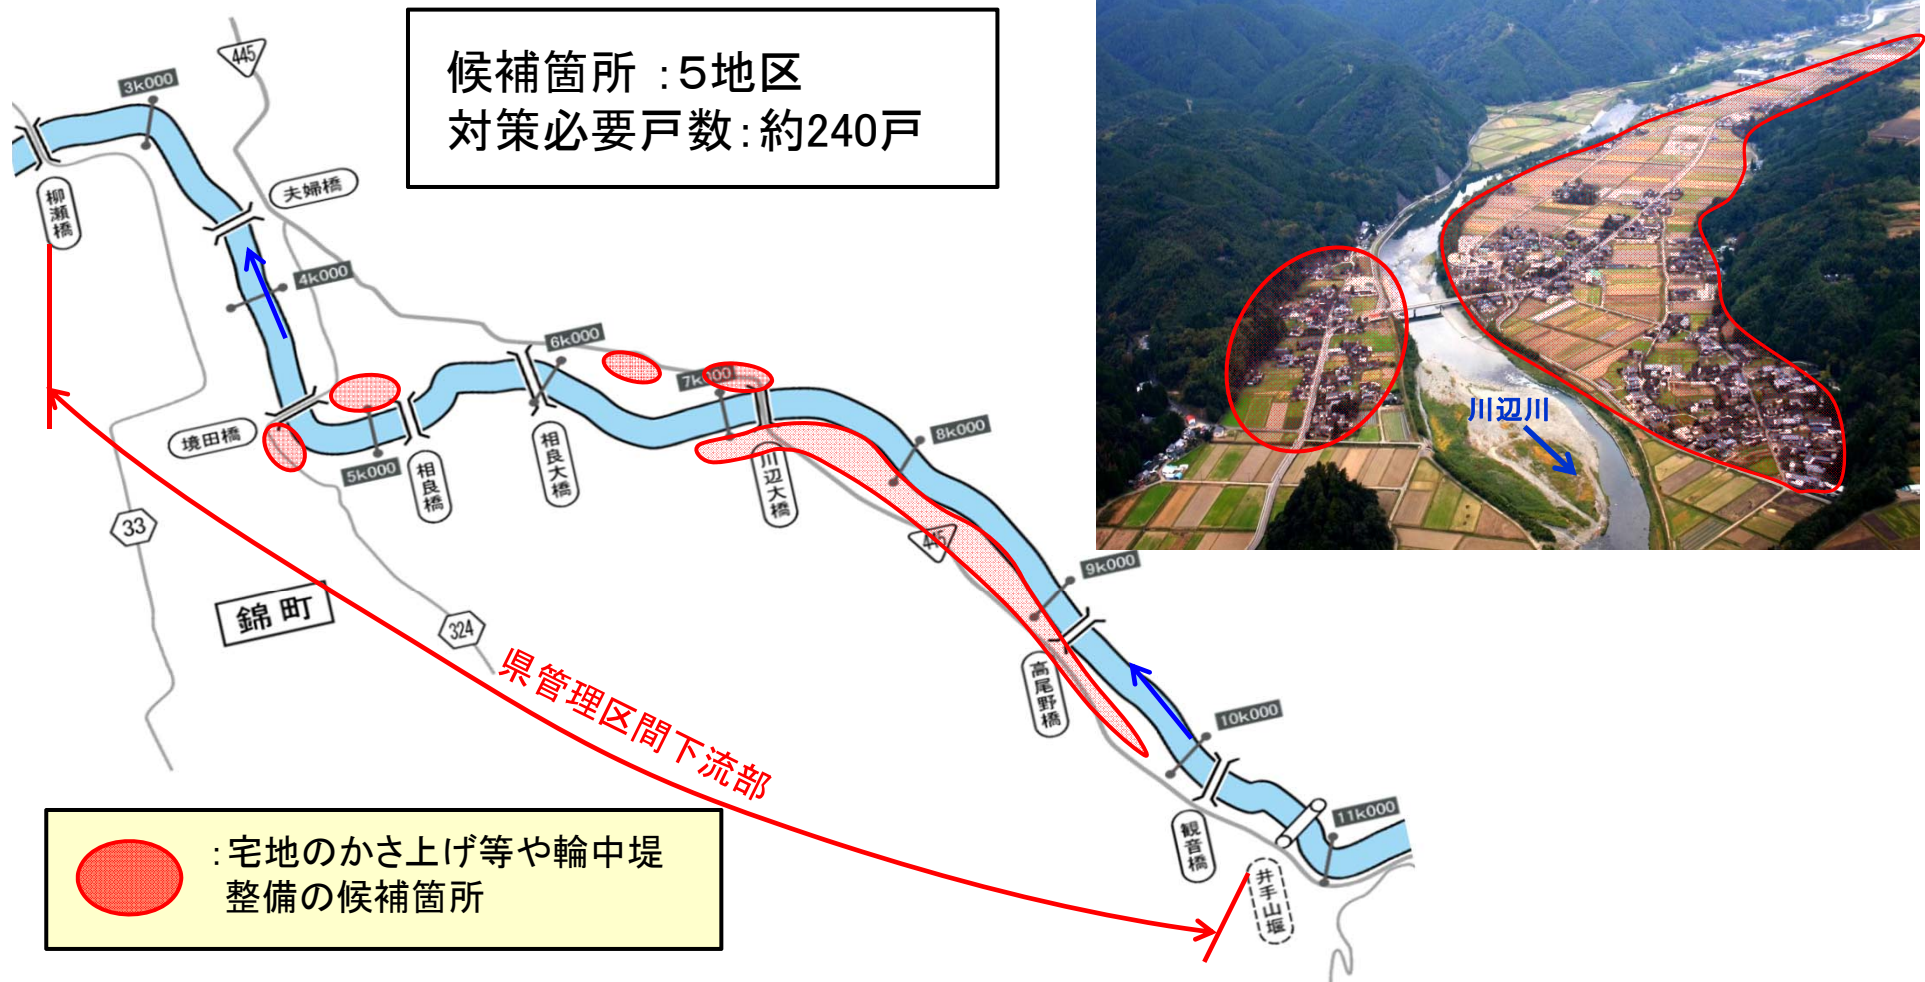 候補箇所：５地区
対策必要戸数：約240戸
445
3k000
柳瀬橋
夫婦橋
4k000
6k000
7k000
境田橋
5k000
相良橋
相良大橋
川辺大橋
8k000
445
33
324
錦町
9k000
高尾野橋
県管理区間下流部
10k000
観音橋
11k000
井手山堰
川辺川
：宅地のかさ上げ等や輪中堤
整備の候補箇所